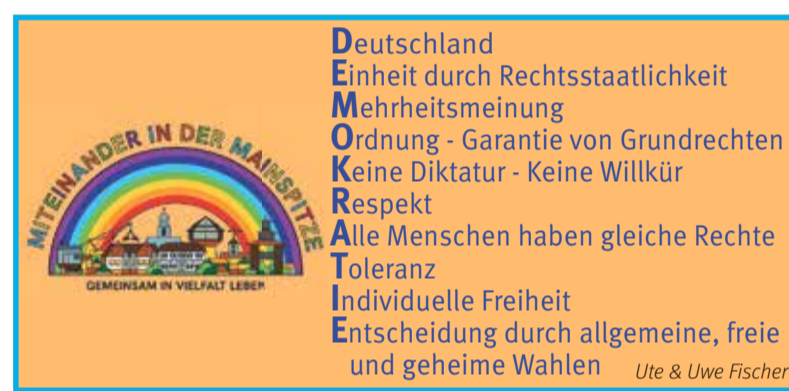 MITEINANDER IN DER MAINSPITZE
GEMEINSAM IN VIELFALT LEBEN
Deutschland
Einheit durch Rechtsstaatlichkeit
Mehrheitsmeinung
Ordnung - Garantie von Grundrechten
Keine Diktatur - Keine Willkür
Respekt
Alle Menschen haben gleiche Rechte
Toleranz
Individuelle Freiheit
Entscheidung durch allgemeine, freie
und geheime Wahlen
Ute & Uwe Fischer